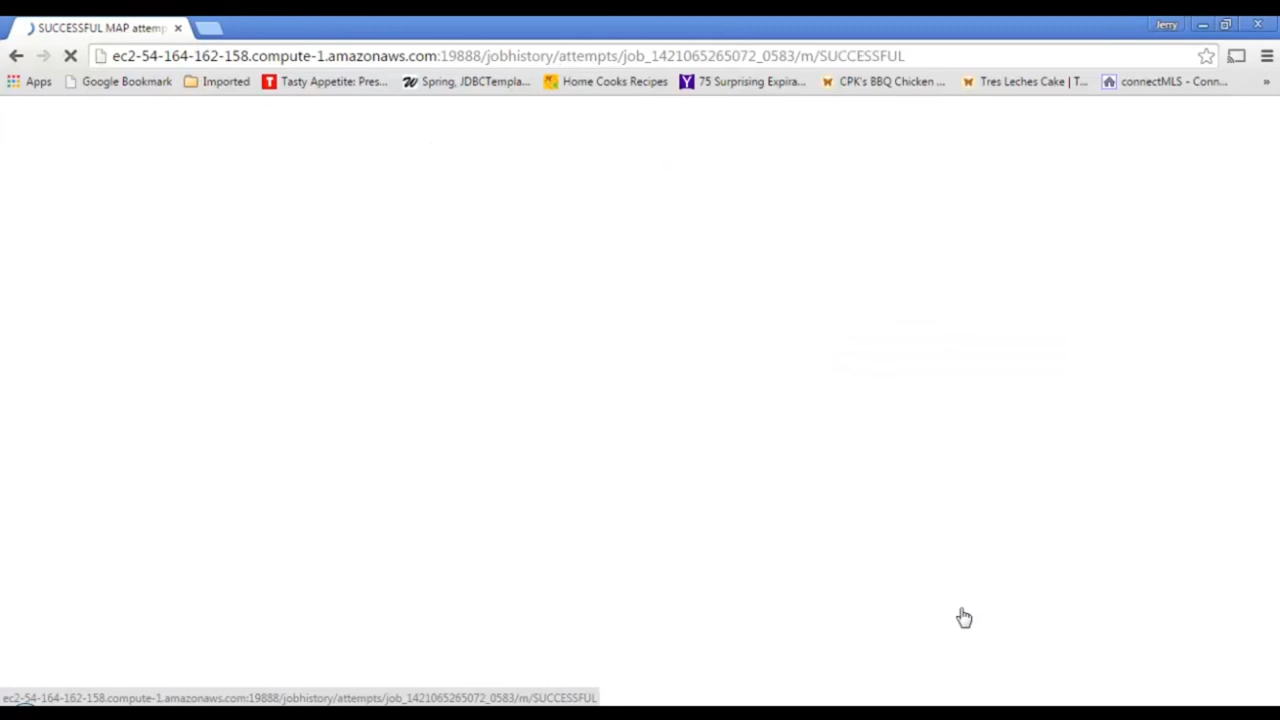 SUCCESSFUL MAP attemp
Jerry
ec2-54-164-162-158.compute-1.amazonaws.com:19888/jobhistory/attempts/job_1421065265072_0583/m/SUCCESSFUL
Apps Google Bookmark Imported Tasty Appetite: Pres... Spring, JDBCTempla... Home Cooks Recipes 75 Surprising Expira... CPK's BBQ Chicken ... Tres Leches Cake | T... connectMLS - Conn... »
ec2-54-164-162-158.compute-1.amazonaws.com:19888/jobhistory/attempts/job_1421065265072_0583/m/SUCCESSFUL